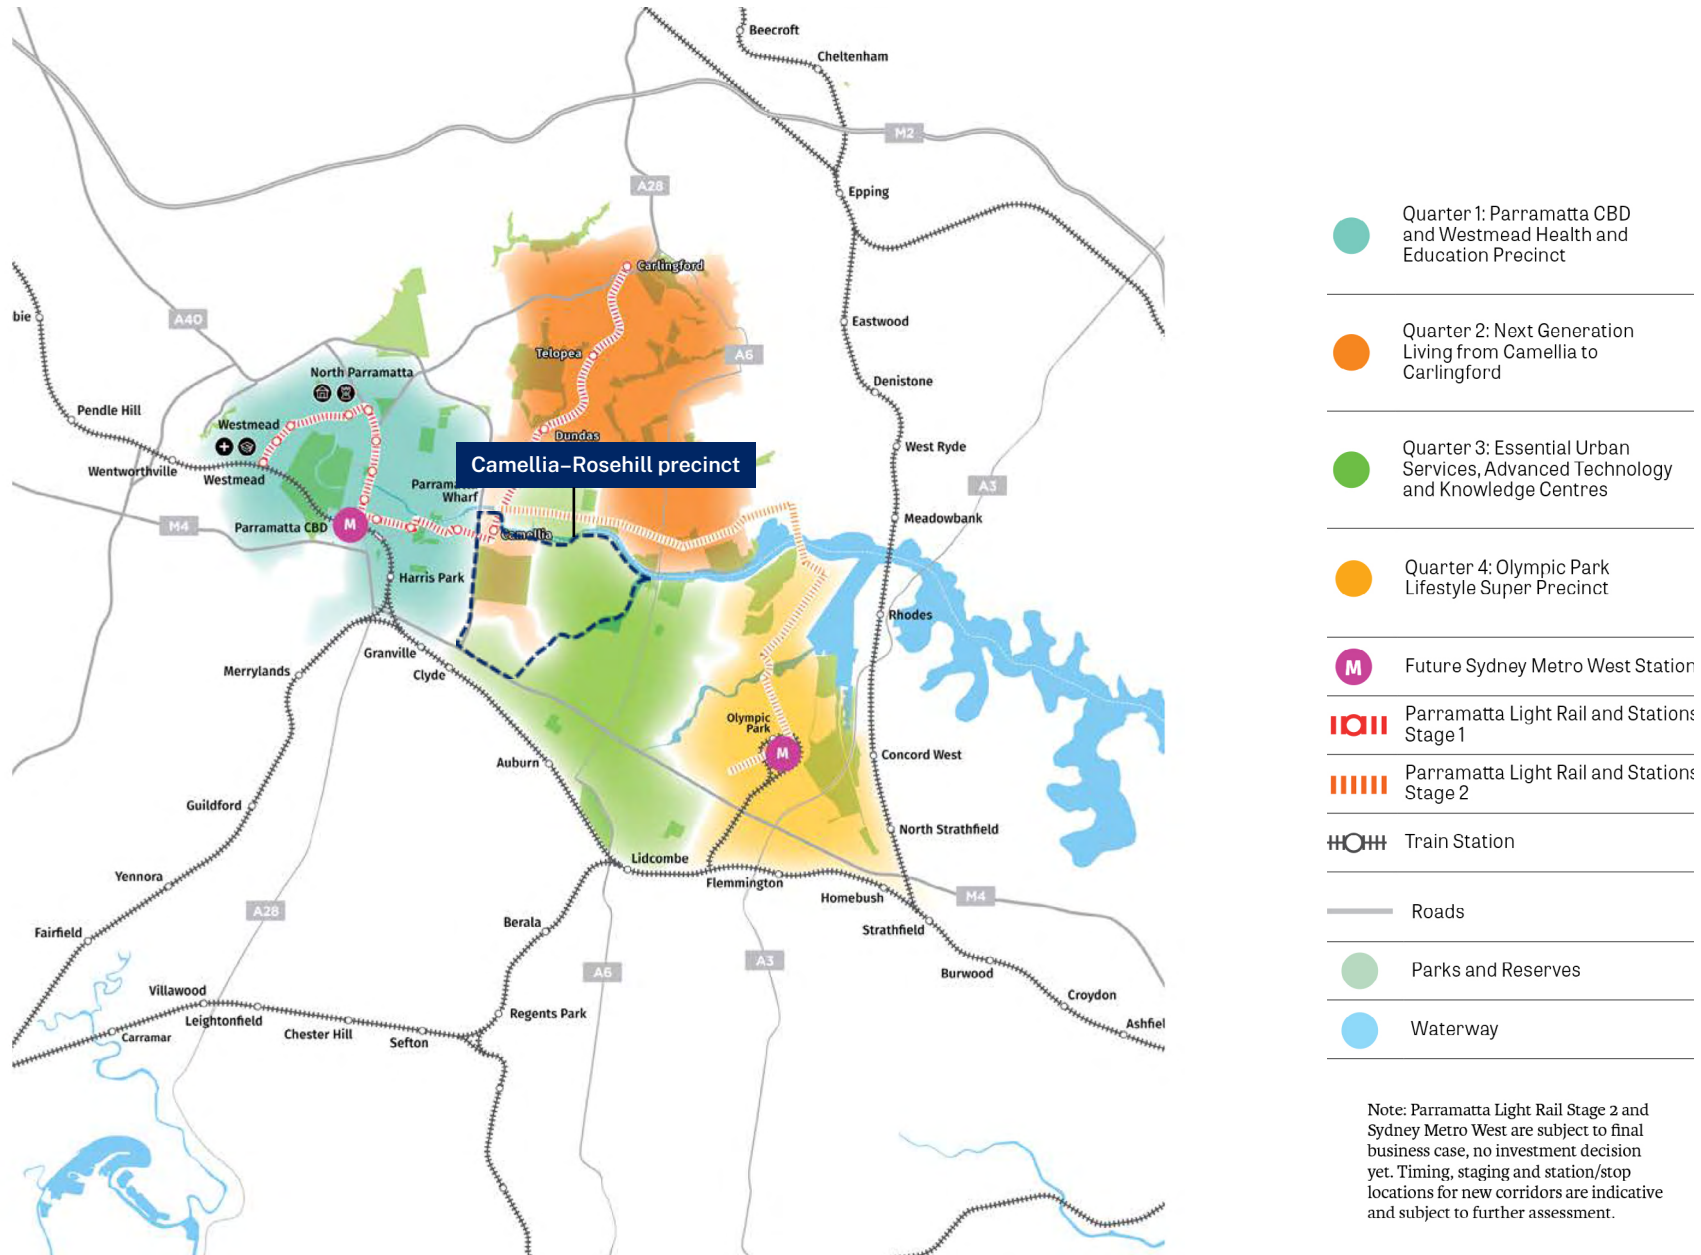 Beecroft
Cheltenham
M2
A28
Epping
Carlingford
bie
A40
Eastwood
Telopea
A6
North Parramatta
Denistone
Pendle Hill
Westmead
Dundas
West Ryde
Camellia–Rosehill precinct
Wentworthville
Westmead
Parrama
Wharf
A3
M4
Parramatta CBD
M
Meadowbank
Camellia
Harris Park
Rhodes
Granville
Merrylands
Clyde
Olympic
Park
M
Auburn
Concord West
Guildford
North Strathfield
Lidcombe
Yennora
Flemmington
Homebush
M4
A28
Berala
Fairfield
Strathfield
A6
A3
Burwood
Villawood
Croydon
Leightonfield
Regents Park
Chester Hill
Ashfiel
Carramar
Sefton
Quarter 1: Parramatta CBD
and Westmead Health and
Education Precinct
Quarter 2: Next Generation
Living from Camellia to
Carlingford
Quarter 3: Essential Urban
Services, Advanced Technology
and Knowledge Centres
Quarter 4: Olympic Park
Lifestyle Super Precinct
M
Future Sydney Metro West Station
Parramatta Light Rail and Stations
Stage 1
Parramatta Light Rail and Stations
Stage 2
Train Station
Roads
Parks and Reserves
Waterway
Note: Parramatta Light Rail Stage 2 and
Sydney Metro West are subject to final
business case, no investment decision
yet. Timing, staging and station/stop
locations for new corridors are indicative
and subject to further assessment.